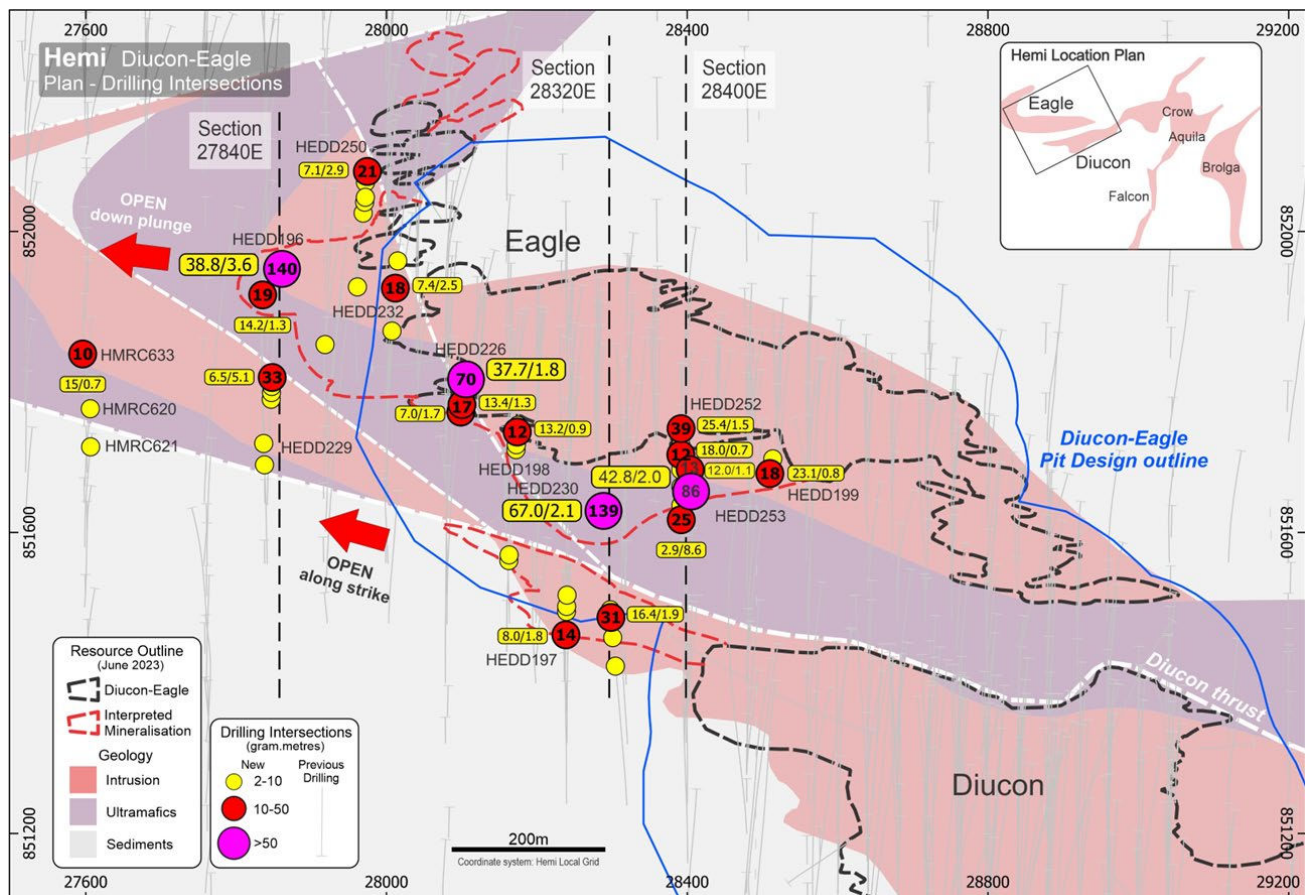 27600
28000
28400
28800
29200
Hemi Diucon-Eagle
Plan - Drilling Intersections
Section
28320E
Section
28400E
Section
27840E
Hemi Location Plan
Eagle
Crow
Aquila
Diucon
Brolga
Falcon
HEDD250
7.1/2.9
21
OPEN
down plunge
852000
852000
HEDD196
38.8/3.6
140
19
14.2/1.3
Eagle
18
7.4/2.5
HEDD232
10
HMRC633
15/0.7
HMRC620
HMRC621
6.5/5.1
33
HEDD229
HEDD226
70
37.7/1.8
17
13.4/1.3
7.0/1.7
12
13.2/0.9
HEDD198
HEDD252
39
25.4/1.5
12
18.0/0.7
13
12.0/1.1
42.8/2.0
86
18
23.1/0.8
HEDD199
HEDD230
67.0/2.1
139
HEDD253
25
2.9/8.6
Diucon-Eagle
Pit Design outline
851600
851600
OPEN
along strike
31
16.4/1.9
8.0/1.8
14
HEDD197
Diucon thrust
Diucon
Resource Outline
(June 2023)
Diucon-Eagle
Interpreted
Mineralisation
Geology
Intrusion
Ultramafics
Sediments
Drilling Intersections
(gram.metres)
New
Previous
Drilling
2-10
10-50
>50
200m
Coordinate system: Hemi Local Grid
851200
851200
27600
28000
28400
28800
29200